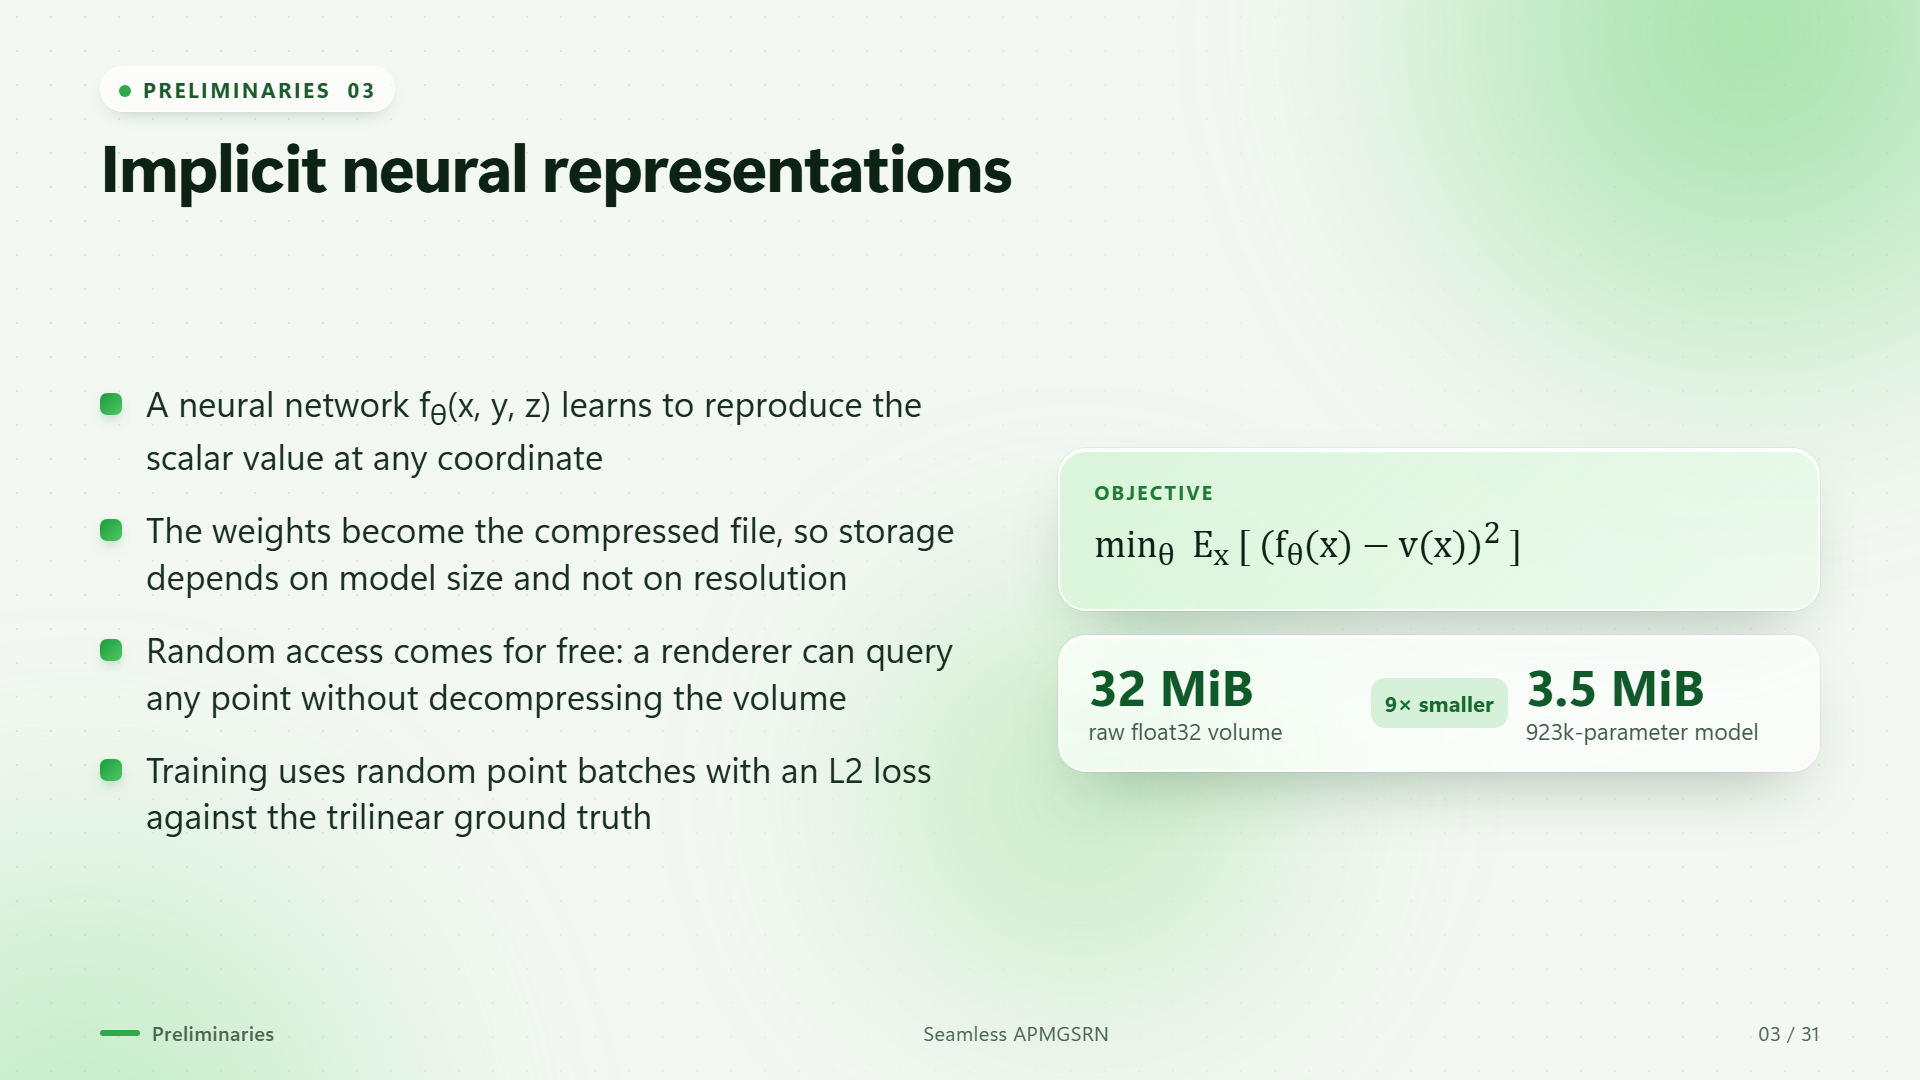 PRELIMINARIES 03
Implicit neural representations
A neural network f_θ(x, y, z) learns to reproduce the
scalar value at any coordinate
The weights become the compressed file, so storage
depends on model size and not on resolution
Random access comes for free: a renderer can query
any point without decompressing the volume
Training uses random point batches with an L2 loss
against the trilinear ground truth
OBJECTIVE
min_θ E_x [ (f_θ(x) − v(x))² ]
32 MiB
raw float32 volume
9× smaller
3.5 MiB
923k-parameter model
Preliminaries
Seamless APMGSRN
03 / 31